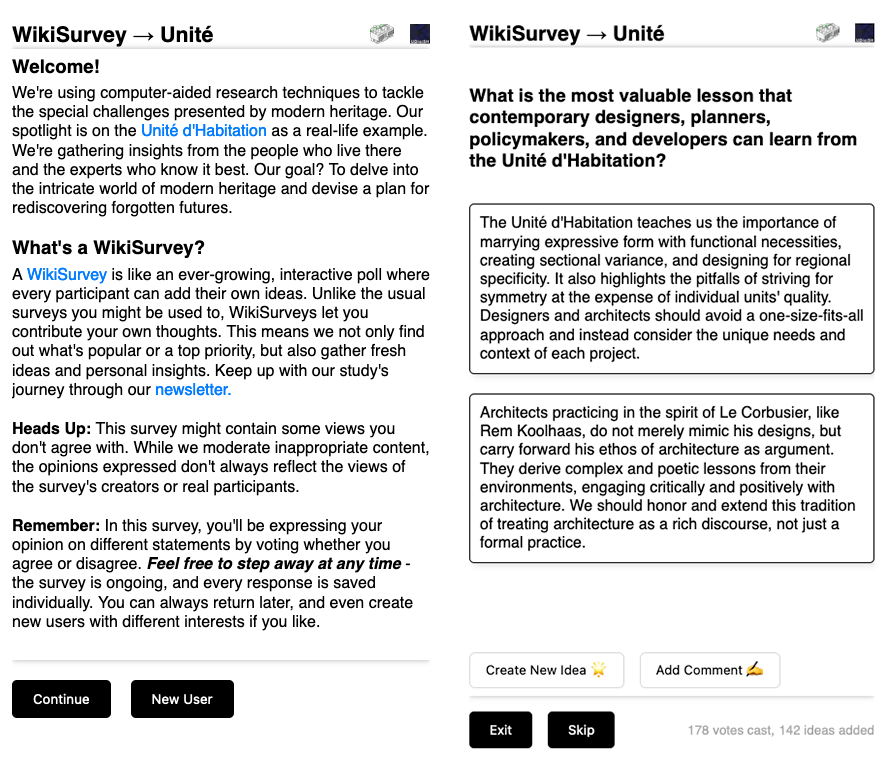 WikiSurvey → Unité
Welcome!
We're using computer-aided research techniques to tackle
the special challenges presented by modern heritage. Our
spotlight is on the Unité d'Habitation as a real-life example.
We're gathering insights from the people who live there
and the experts who know it best. Our goal? To delve into
the intricate world of modern heritage and devise a plan for
rediscovering forgotten futures.
What's a WikiSurvey?
A WikiSurvey is like an ever-growing, interactive poll where
every participant can add their own ideas. Unlike the usual
surveys you might be used to, WikiSurveys let you
contribute your own thoughts. This means we not only find
out what's popular or a top priority, but also gather fresh
ideas and personal insights. Keep up with our study's
journey through our newsletter.
Heads Up: This survey might contain some views you
don't agree with. While we moderate inappropriate content,
the opinions expressed don't always reflect the views of
the survey's creators or real participants.
Remember: In this survey, you'll be expressing your
opinion on different statements by voting whether you
agree or disagree. Feel free to step away at any time -
the survey is ongoing, and every response is saved
individually. You can always return later, and even create
new users with different interests if you like.
Continue
New User
WikiSurvey → Unité
What is the most valuable lesson that
contemporary designers, planners,
policymakers, and developers can learn from
the Unité d'Habitation?
The Unité d'Habitation teaches us the importance of
marrying expressive form with functional necessities,
creating sectional variance, and designing for regional
specificity. It also highlights the pitfalls of striving for
symmetry at the expense of individual units' quality.
Designers and architects should avoid a one-size-fits-all
approach and instead consider the unique needs and
context of each project.
Architects practicing in the spirit of Le Corbusier, like
Rem Koolhaas, do not merely mimic his designs, but
carry forward his ethos of architecture as argument.
They derive complex and poetic lessons from their
environments, engaging critically and positively with
architecture. We should honor and extend this tradition
of treating architecture as a rich discourse, not just a
formal practice.
Create New Idea 🌟
Add Comment ✍️
Exit
Skip
178 votes cast, 142 ideas added